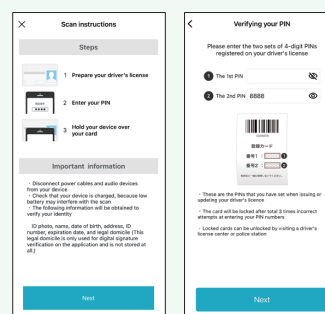 Scan instructions
Steps
1 Prepare your driver's license
2 Enter your PIN
3 Hold your device over
your card
Important information
· Disconnect power cables and audio devices
from your device
· Check that your device is charged, because low
battery may interfere with the scan
· The following information will be obtained to
verify your identity
ID photo, name, date of birth, address, ID
number, expiration date, and legal domicile (This
legal domicile is only used for digital signature
verification on the application and is not stored at
all.)
Next
Verifying your PIN
Please enter the two sets of 4-digit PINs
registered on your driver's license
1 The 1st PIN
2 The 2nd PIN 8888
登録カード
番号1 : 1
番号2 : 2
· These are the PINs that you have set when issuing or
updating your driver's license
· The card will be locked after total 3 times incorrect
attempts at entering your PIN numbers
· Locked cards can be unlocked by visiting a driver's
license center or police station
Next